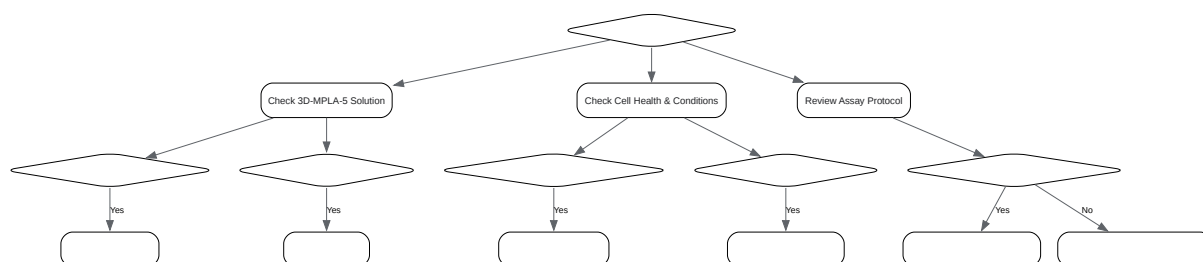 Check 3D-MPLA-5 Solution
Check Cell Health & Conditions
Review Assay Protocol
Yes
Yes
Yes
Yes
Yes
No